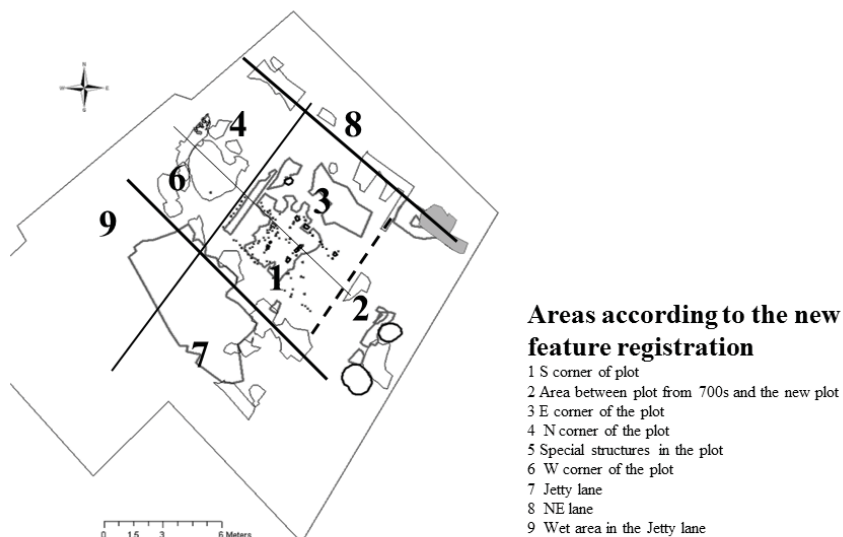 N
W E
S
4
8
6
3
9
1
2
7
0 1.5 3 6 Meters
Areas according to the new
feature registration
1 S corner of plot
2 Area between plot from 700s and the new plot
3 E corner of the plot
4 N corner of the plot
5 Special structures in the plot
6 W corner of the plot
7 Jetty lane
8 NE lane
9 Wet area in the Jetty lane